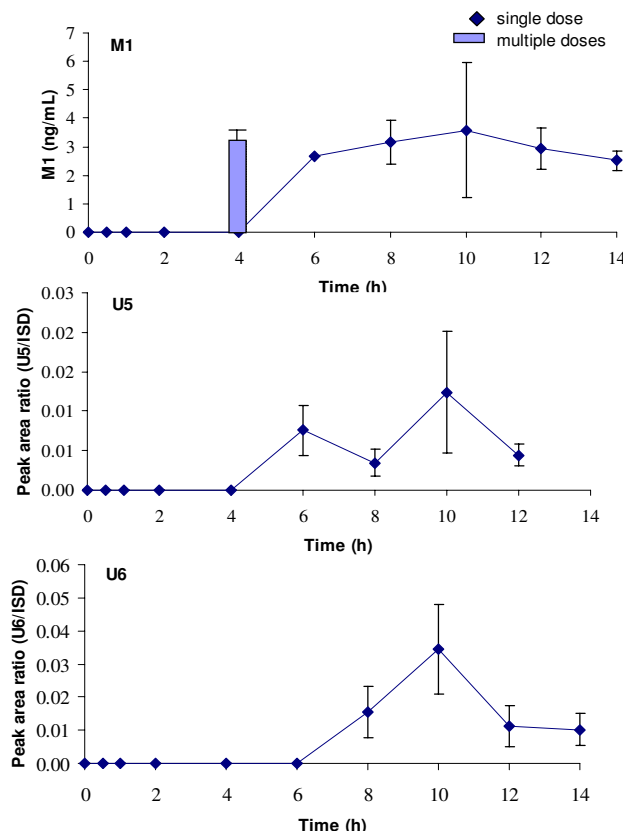 single dose
multiple doses
M1
M1 (ng/mL)
7
6
5
4
3
2
1
0
0 2 4 6 8 10 12 14
Time (h)
U5
Peak area ratio (U5/ISD)
0.03
0.02
0.02
0.01
0.01
0.00
0 2 4 6 8 10 12 14
Time (h)
U6
Peak area ratio (U6/ISD)
0.06
0.05
0.04
0.03
0.02
0.01
0.00
0 2 4 6 8 10 12 14
Time (h)